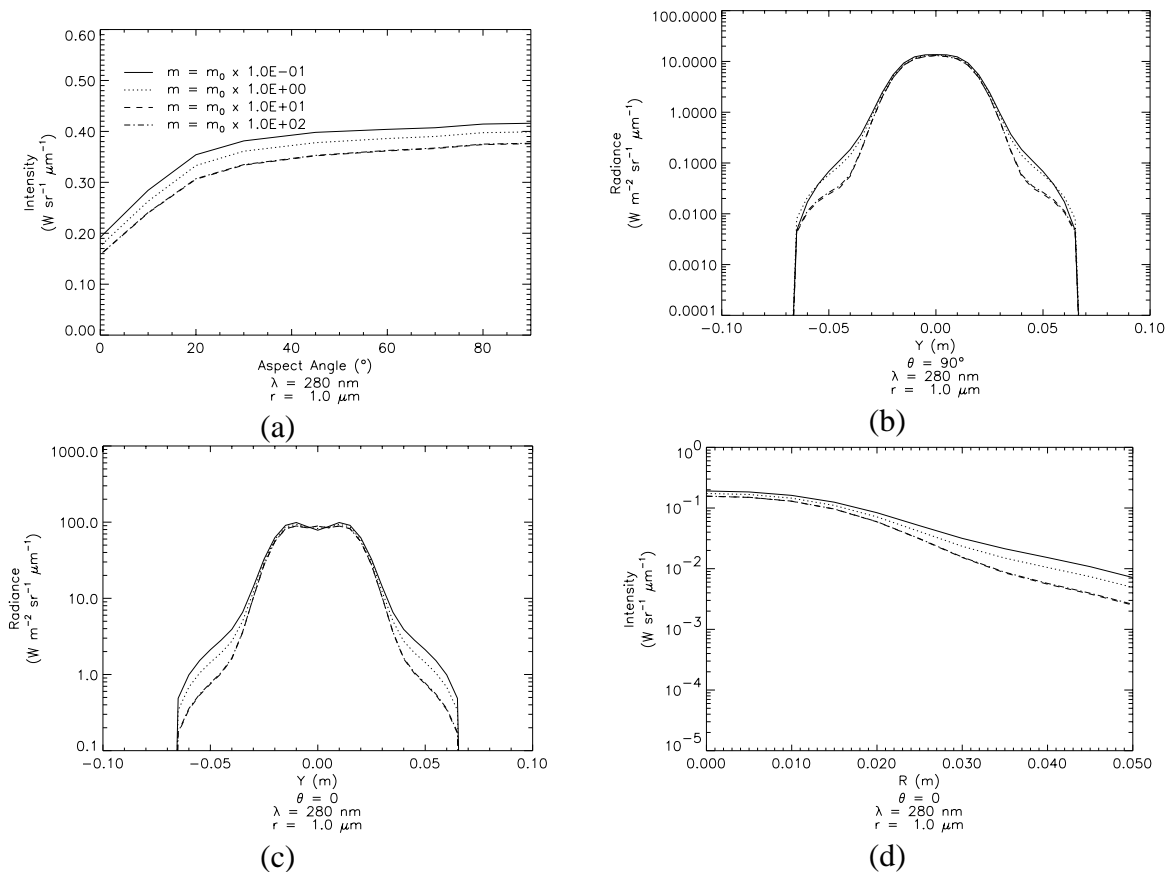 0.60
0.50
0.40
0.30
0.20
0.10
0.00
m = m₀ x 1.0E−01
m = m₀ x 1.0E+00
m = m₀ x 1.0E+01
m = m₀ x 1.0E+02
Intensity
(W sr⁻¹ μm⁻¹)
0 20 40 60 80
Aspect Angle (°)
λ = 280 nm
r = 1.0 μm
(a)
100.0000
10.0000
1.0000
0.1000
0.0100
0.0010
0.0001
Radiance
(W m⁻² sr⁻¹ μm⁻¹)
−0.10 −0.05 0.00 0.05 0.10
Y (m)
θ = 90°
λ = 280 nm
r = 1.0 μm
(b)
1000.0
100.0
10.0
1.0
0.1
Radiance
(W m⁻² sr⁻¹ μm⁻¹)
−0.10 −0.05 0.00 0.05 0.10
Y (m)
θ = 0
λ = 280 nm
r = 1.0 μm
(c)
10⁰
10⁻¹
10⁻²
10⁻³
10⁻⁴
10⁻⁵
Intensity
(W sr⁻¹ μm⁻¹)
0.000 0.010 0.020 0.030 0.040 0.050
R (m)
θ = 0
λ = 280 nm
r = 1.0 μm
(d)